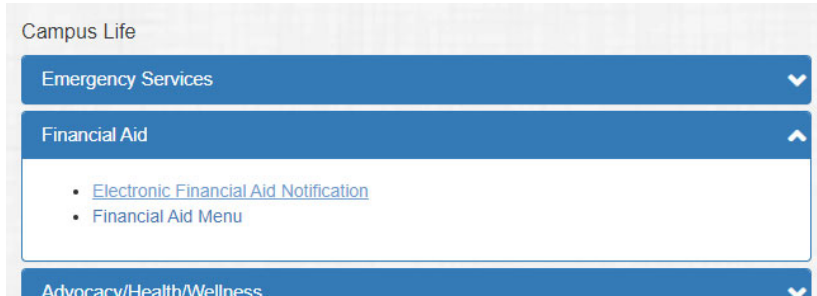 Campus Life
Emergency Services
Financial Aid
Electronic Financial Aid Notification
Financial Aid Menu
Advocacy/Health/Wellness